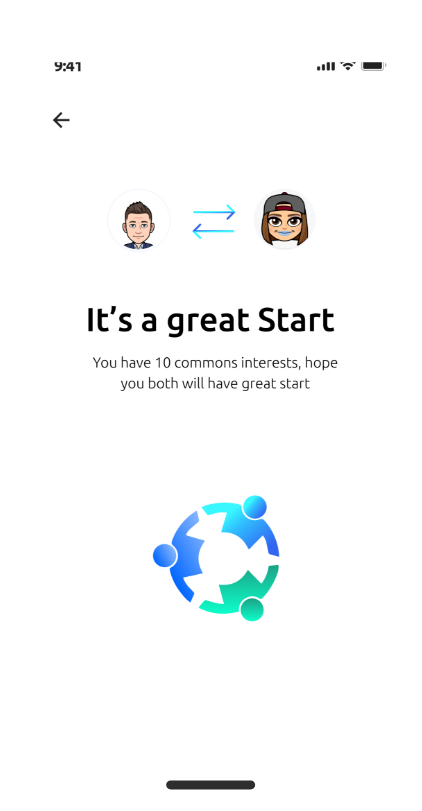 9:41
It’s a great Start
You have 10 commons interests, hope
you both will have great start